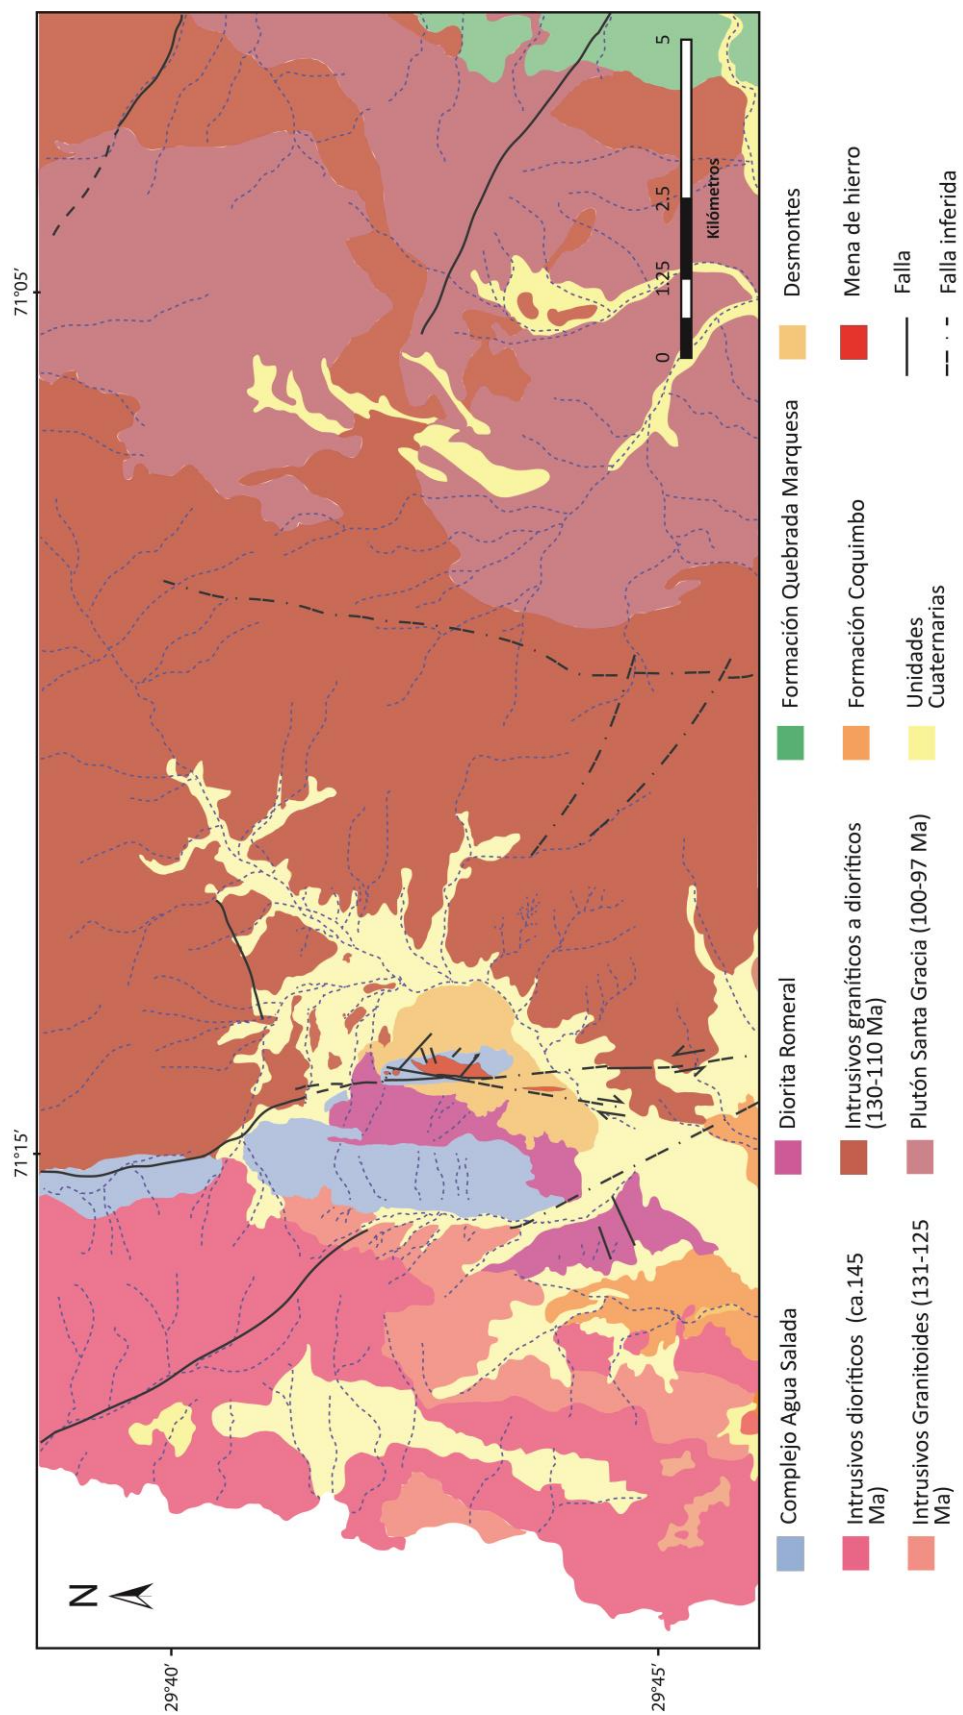 71°15'
71°05'
N
29°40'
29°45'
0
1.25
2.5
5
Kilómetros
Complejo Agua Salada
Intrusivos dioríticos (ca.145
Ma)
Intrusivos Granitoides (131-125
Ma)
Diorita Romeral
Intrusivos graníticos a dioríticos
(130-110 Ma)
Plutón Santa Gracia (100-97 Ma)
Formación Quebrada Marquesa
Formación Coquimbo
Unidades
Cuaternarias
Desmontes
Mena de hierro
Falla
Falla inferida